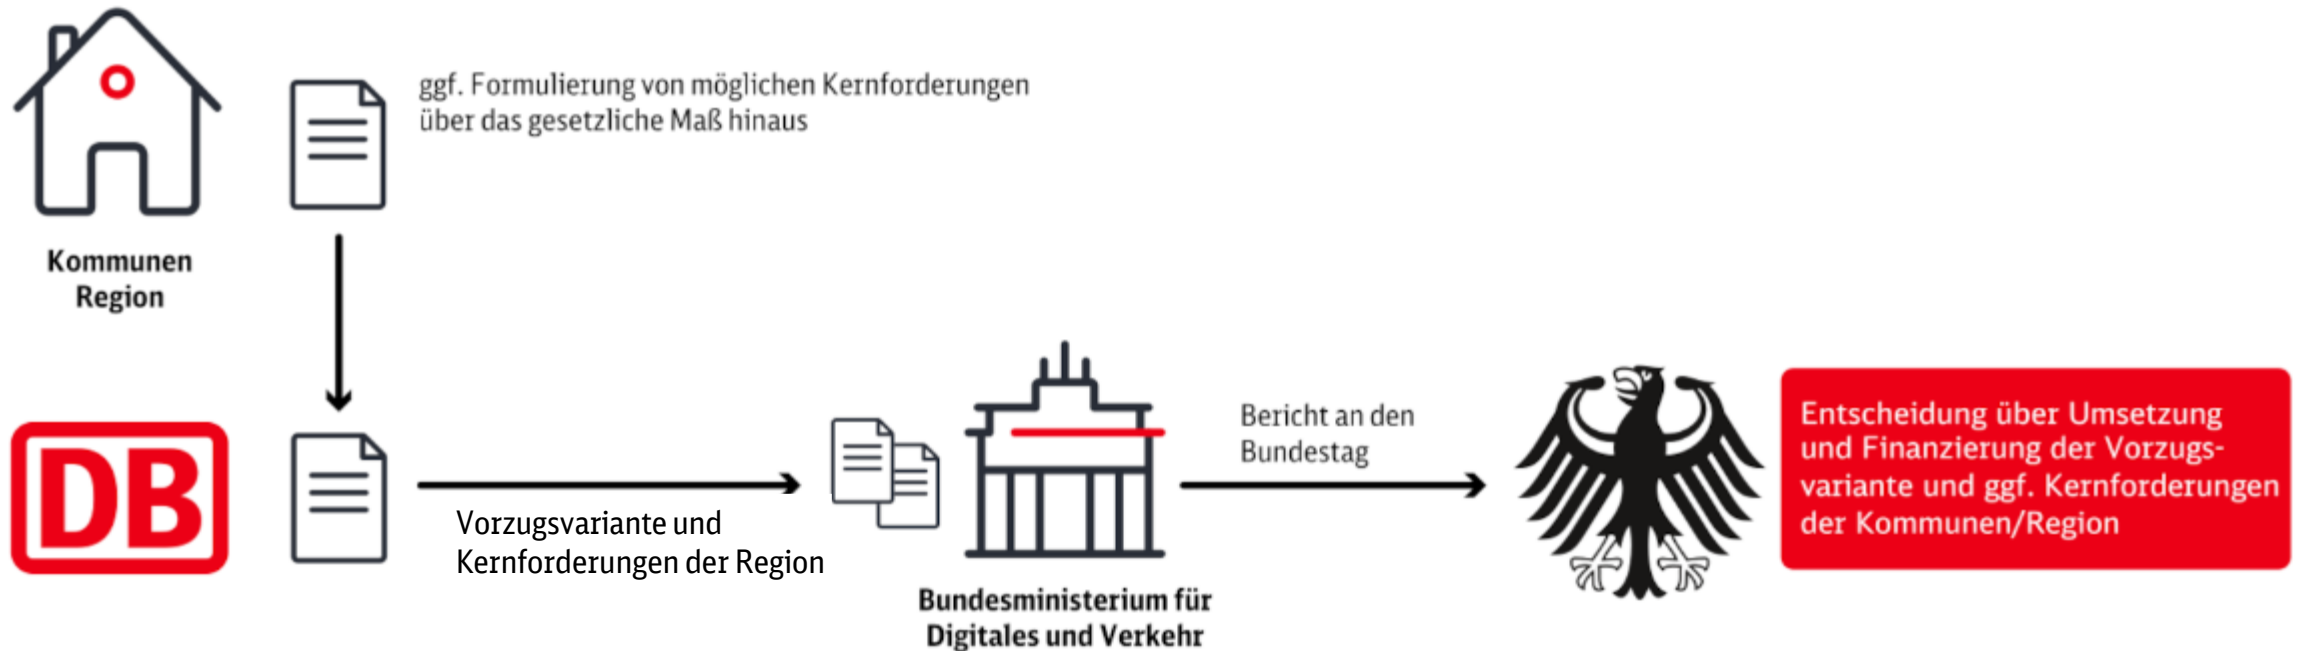 ggf. Formulierung von möglichen Kernforderungen
über das gesetzliche Maß hinaus
Kommunen
Region
DB
Vorzugsvariante und
Kernforderungen der Region
Bundesministerium für
Digitales und Verkehr
Bericht an den
Bundestag
Entscheidung über Umsetzung
und Finanzierung der Vorzugs-
variante und ggf. Kernforderungen
der Kommunen/Region